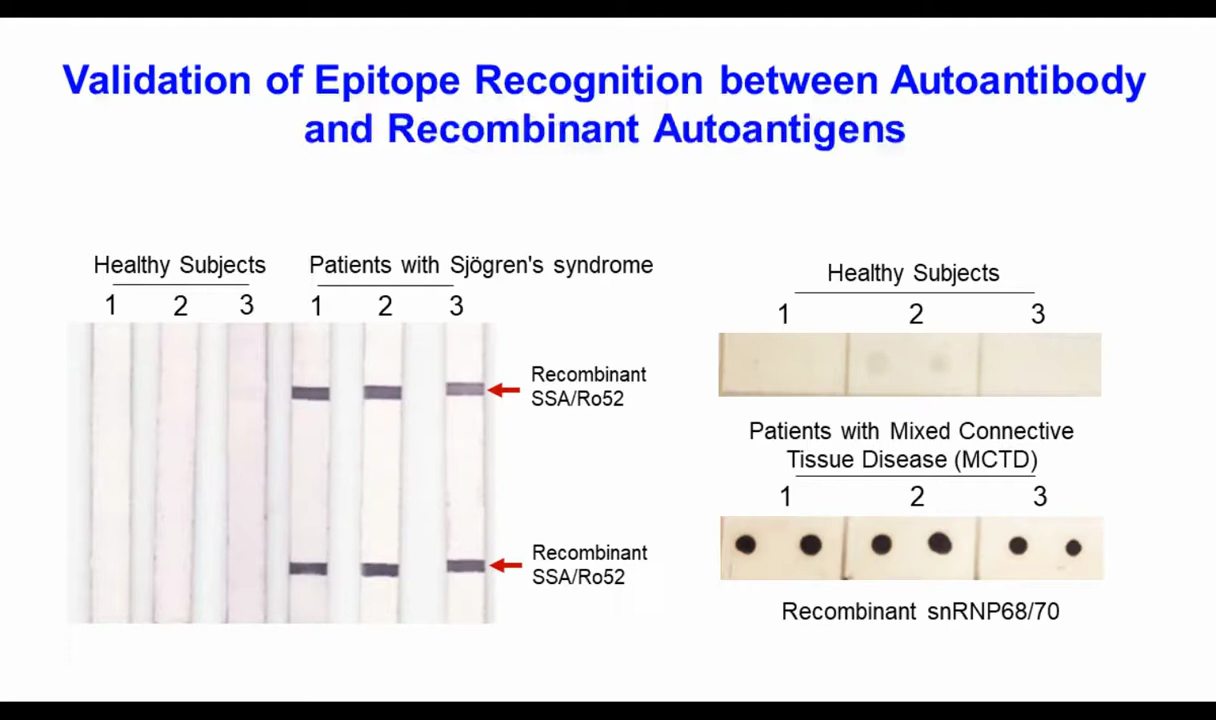 Validation of Epitope Recognition between Autoantibody
and Recombinant Autoantigens
Healthy Subjects
1 2 3
Patients with Sjögren's syndrome
1 2 3
Recombinant
SSA/Ro52
Recombinant
SSA/Ro52
Healthy Subjects
1 2 3
Patients with Mixed Connective
Tissue Disease (MCTD)
1 2 3
Recombinant snRNP68/70